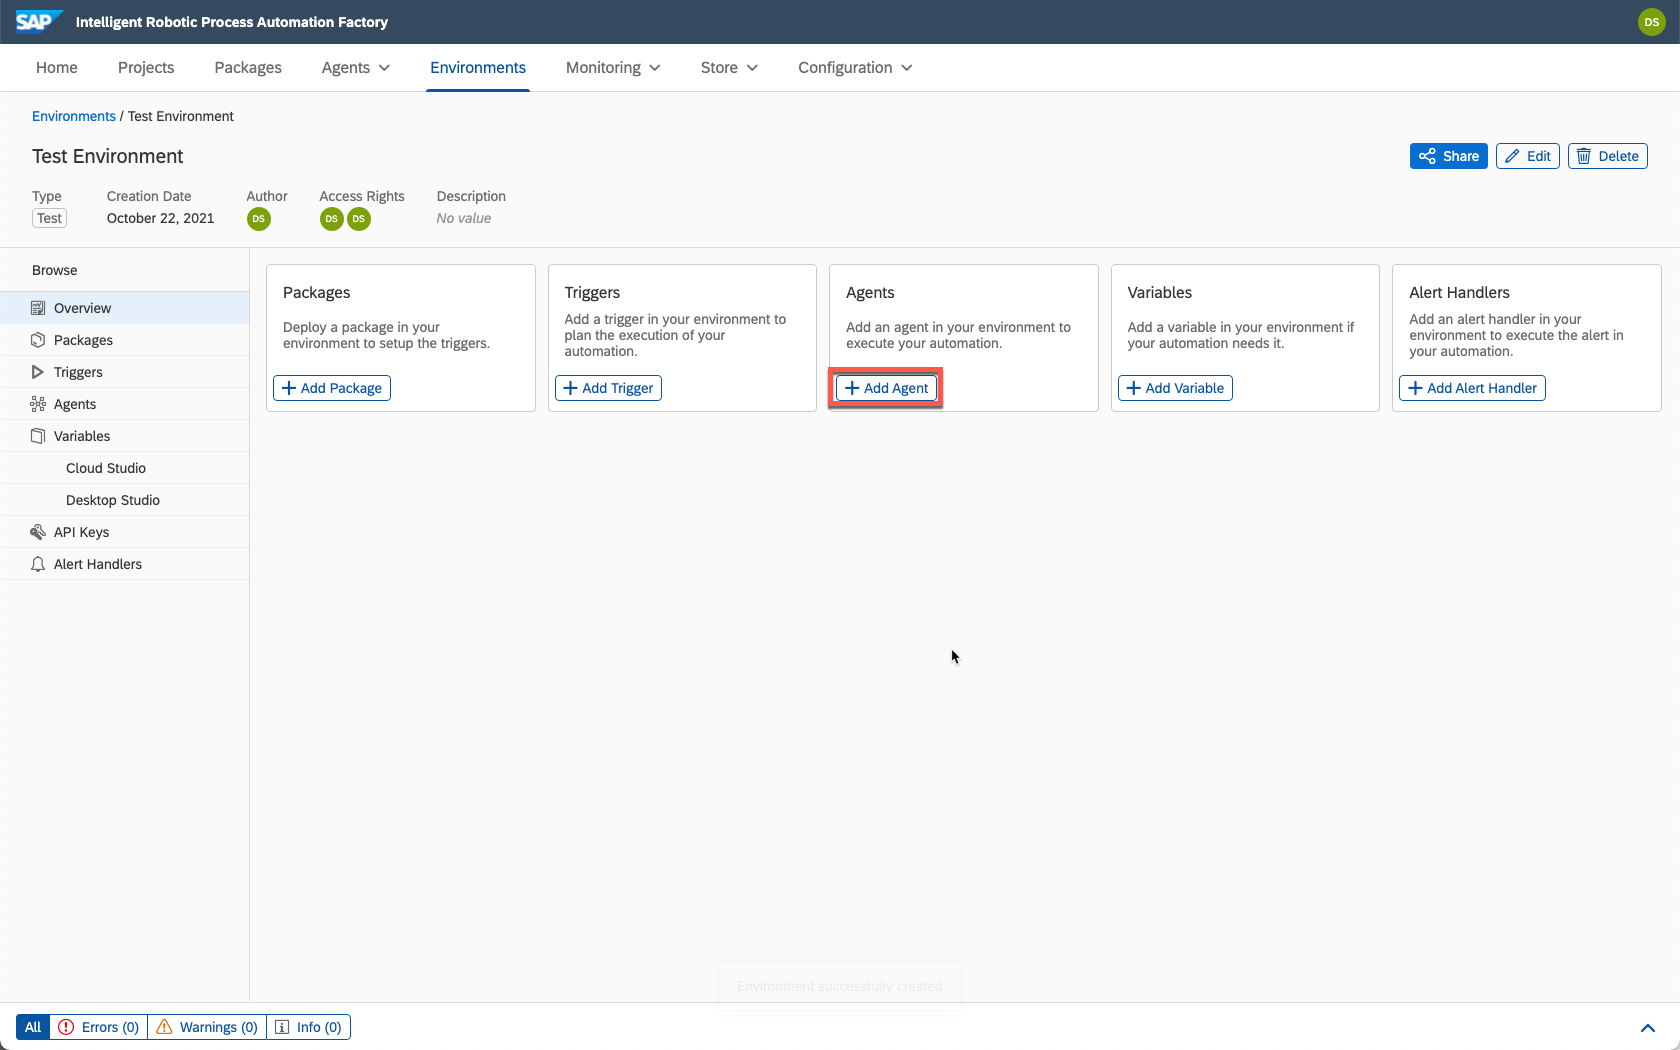 SAP Intelligent Robotic Process Automation Factory DS
Home Projects Packages Agents Environments Monitoring Store Configuration
Environments / Test Environment
Test Environment
Share Edit Delete
Type Creation Date Author Access Rights Description
Test October 22, 2021 DS DS DS No value
Browse
Overview
Packages
Triggers
Agents
Variables
Cloud Studio
Desktop Studio
API Keys
Alert Handlers
Packages
Deploy a package in your
environment to setup the triggers.
Add Package
Triggers
Add a trigger in your environment to
plan the execution of your
automation.
Add Trigger
Agents
Add an agent in your environment to
execute your automation.
Add Agent
Variables
Add a variable in your environment if
your automation needs it.
Add Variable
Alert Handlers
Add an alert handler in your
environment to execute the alert in
your automation.
Add Alert Handler
Environment successfully created
All Errors (0) Warnings (0) Info (0)